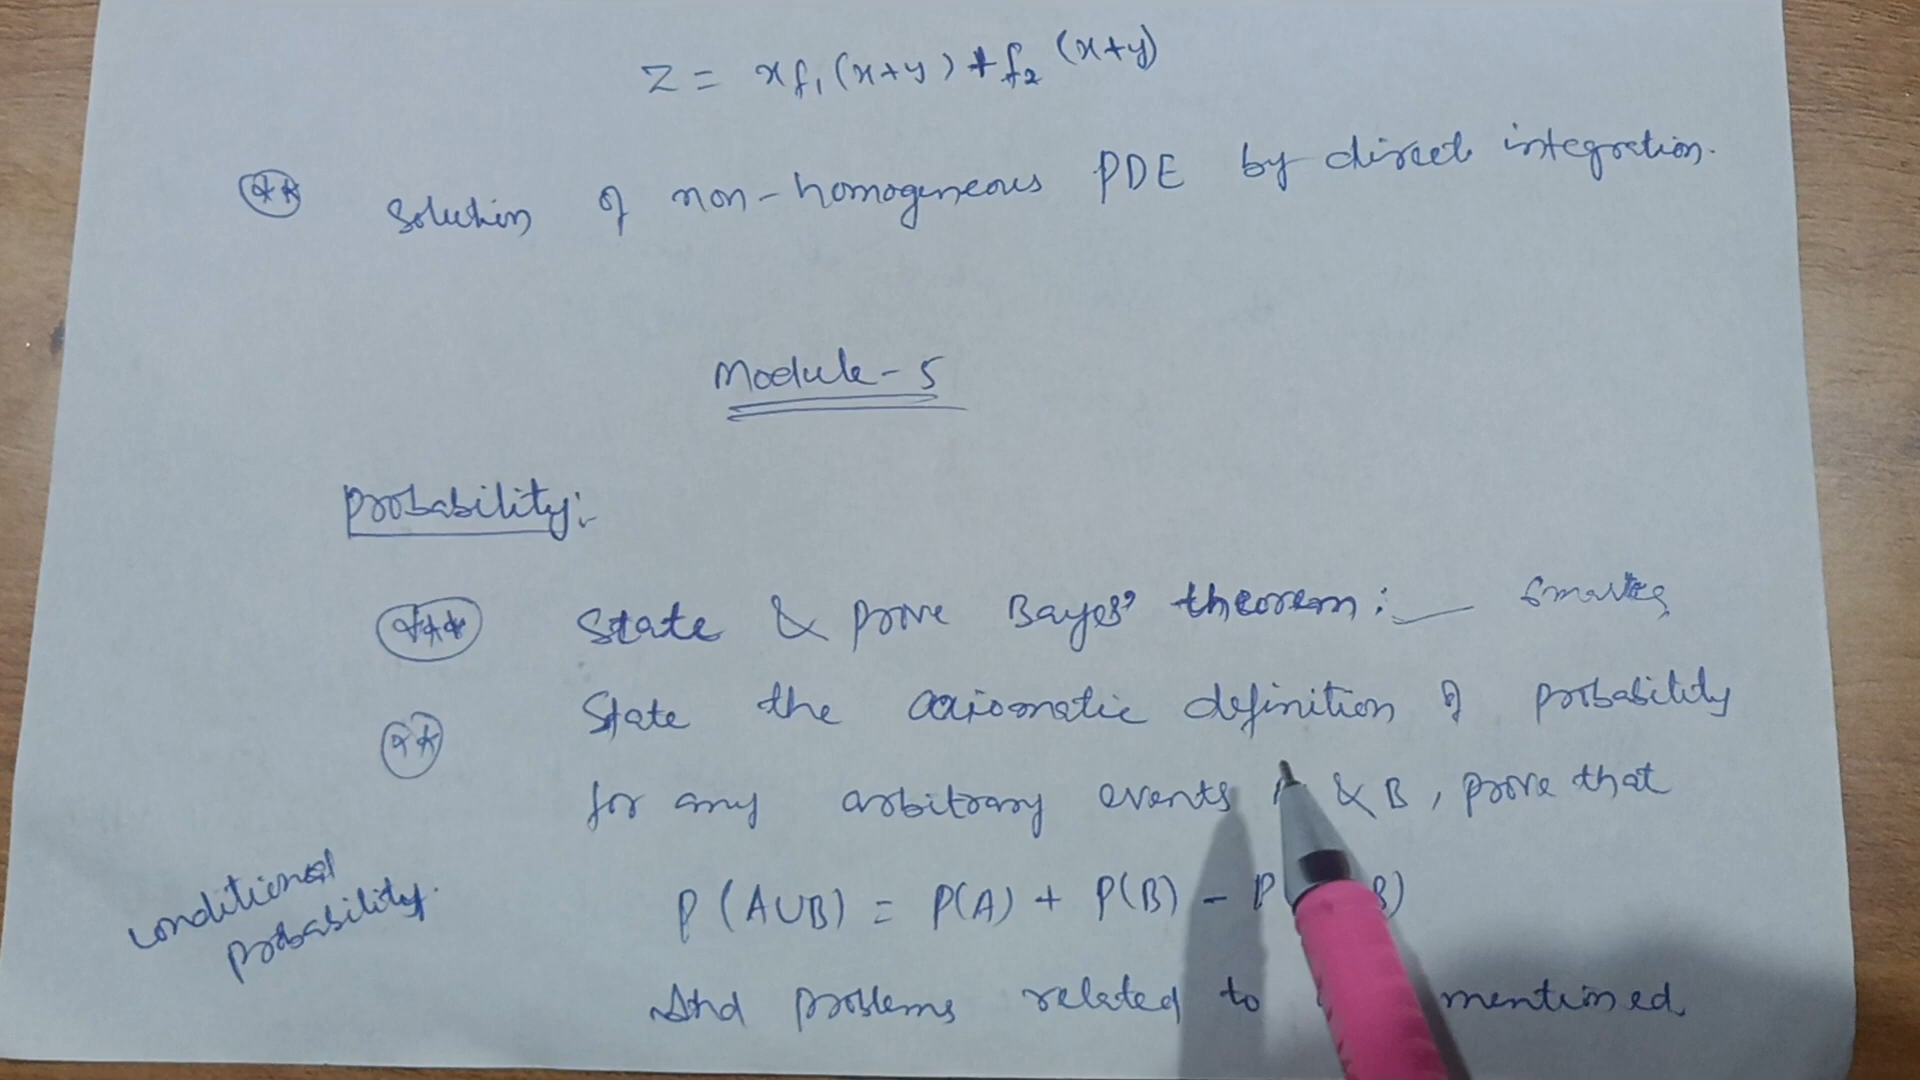 z = x f₁ (x+y) + f₂ (x+y)
** Solution of non-homogeneous PDE by direct integration.
Module-5
Probability:-
*** State & prove Bayes' theorem:—
** State the axiomatic definition of probability
for any arbitrary events & B, prove that
P(A∪B) = P(A) + P(B) - P B)
And problems related to mentioned
conditional
probability.